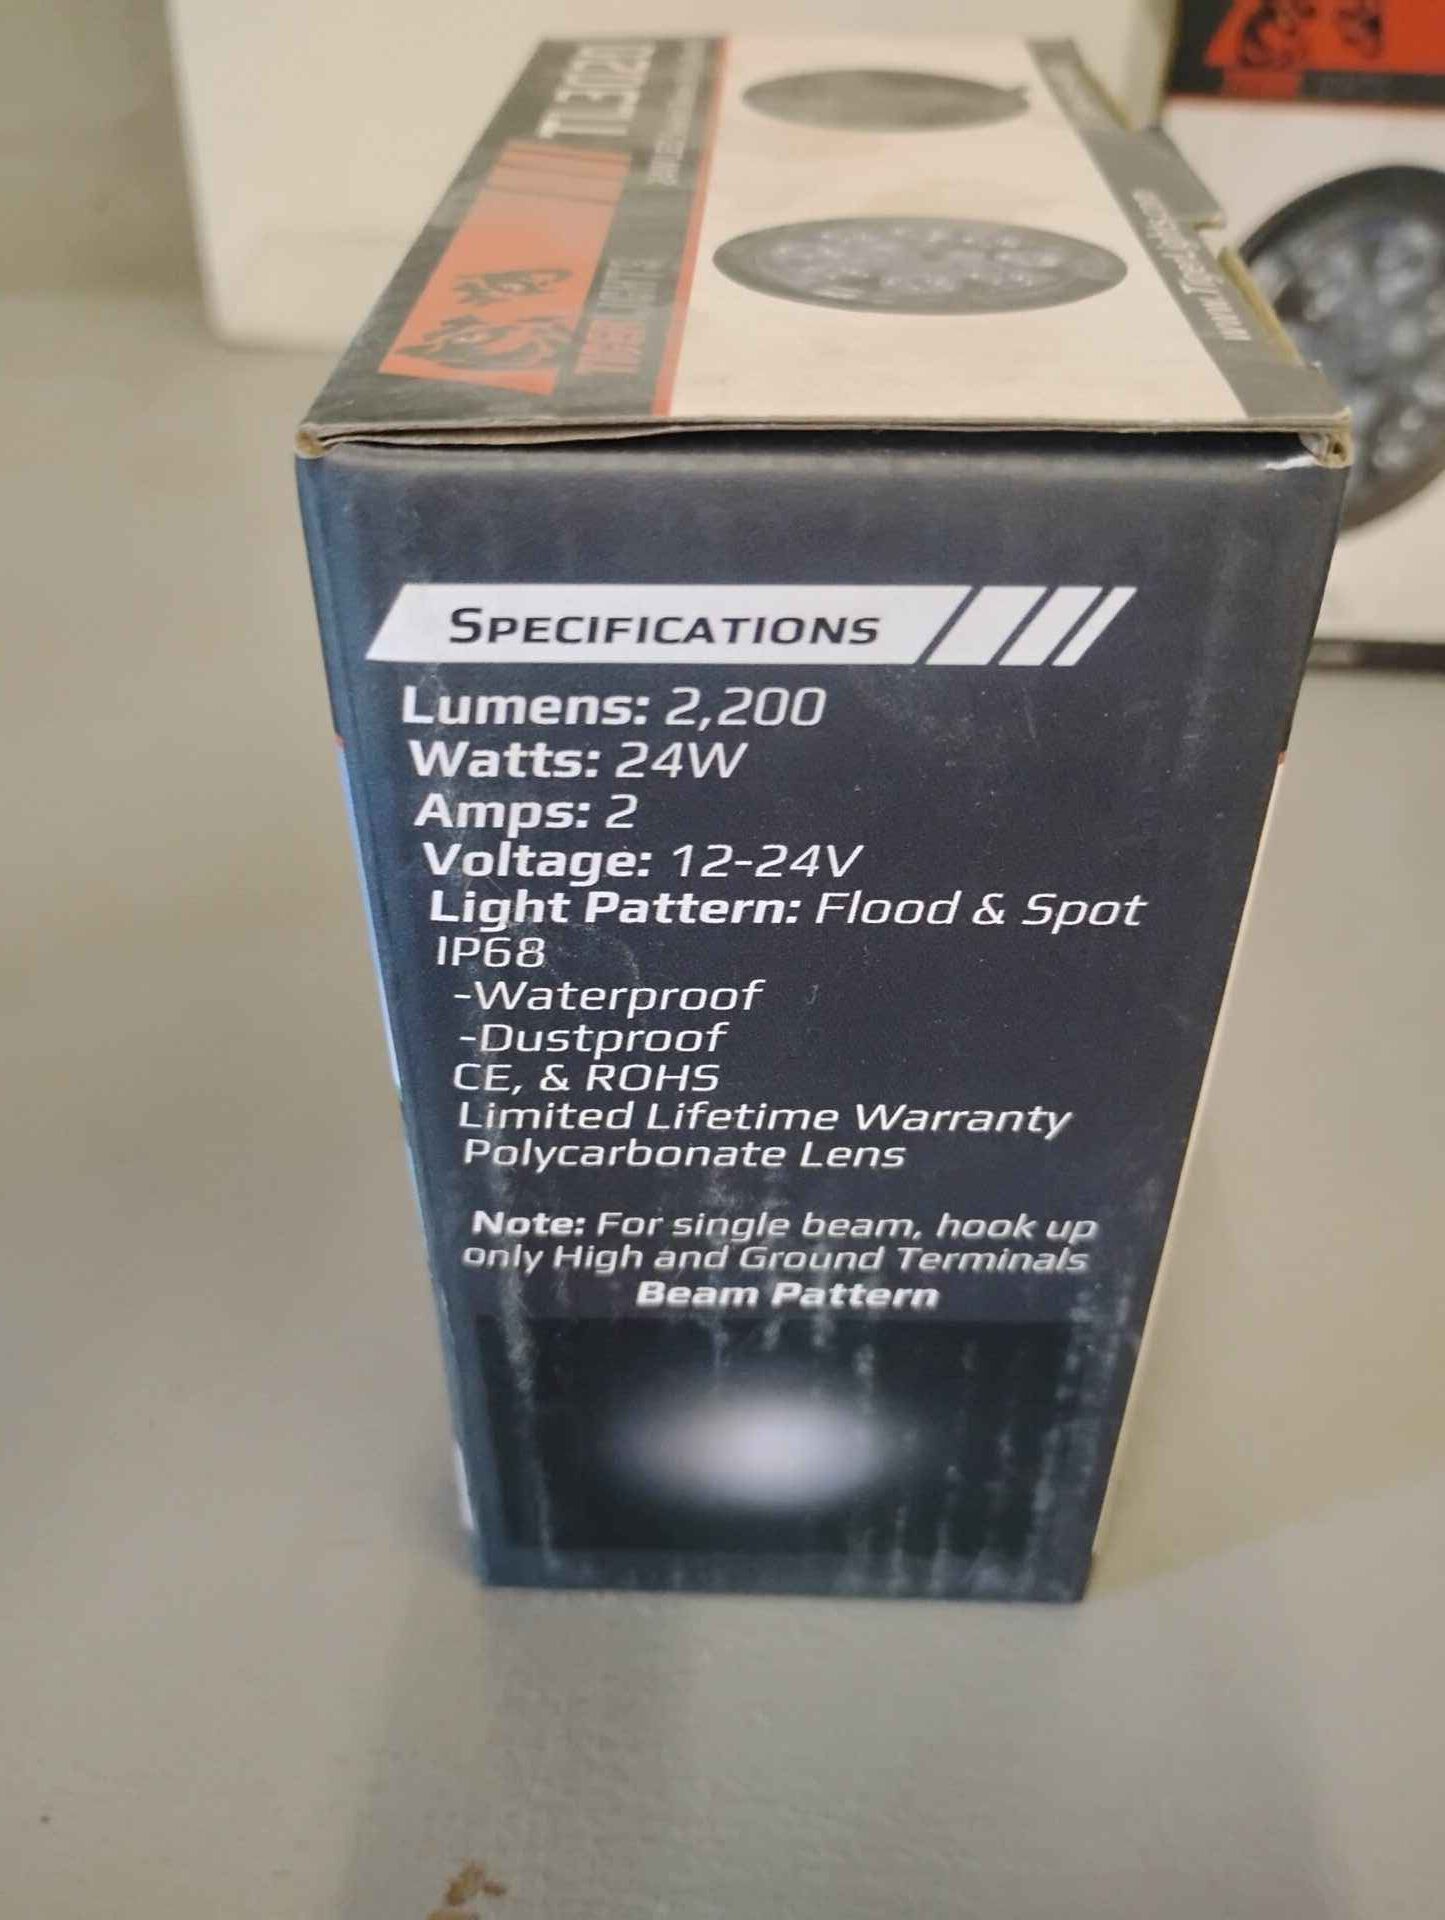 TL3020
TIGERLIGHTS
SPECIFICATIONS
Lumens: 2,200
Watts: 24W
Amps: 2
Voltage: 12-24V
Light Pattern: Flood & Spot
IP68
-Waterproof
-Dustproof
CE, & ROHS
Limited Lifetime Warranty
Polycarbonate Lens
Note: For single beam, hook up
only High and Ground Terminals
Beam Pattern